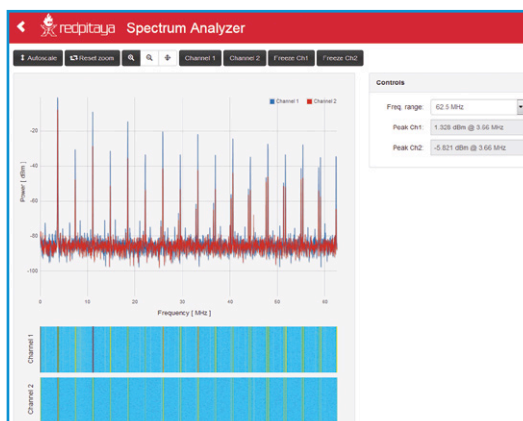 redpitaya Spectrum Analyzer
Autoscale Reset zoom Channel 1 Channel 2 Freeze Ch1 Freeze Ch2
Channel 1 Channel 2
Power [ dBm ]
-20
-40
-60
-80
-100
0 10 20 30 40 50 60
Frequency [ MHz ]
Channel 1
Channel 2
Controls
Freq. range: 62.5 MHz
Peak Ch1: 1.328 dBm @ 3.66 MHz
Peak Ch2: -5.821 dBm @ 3.66 MHz